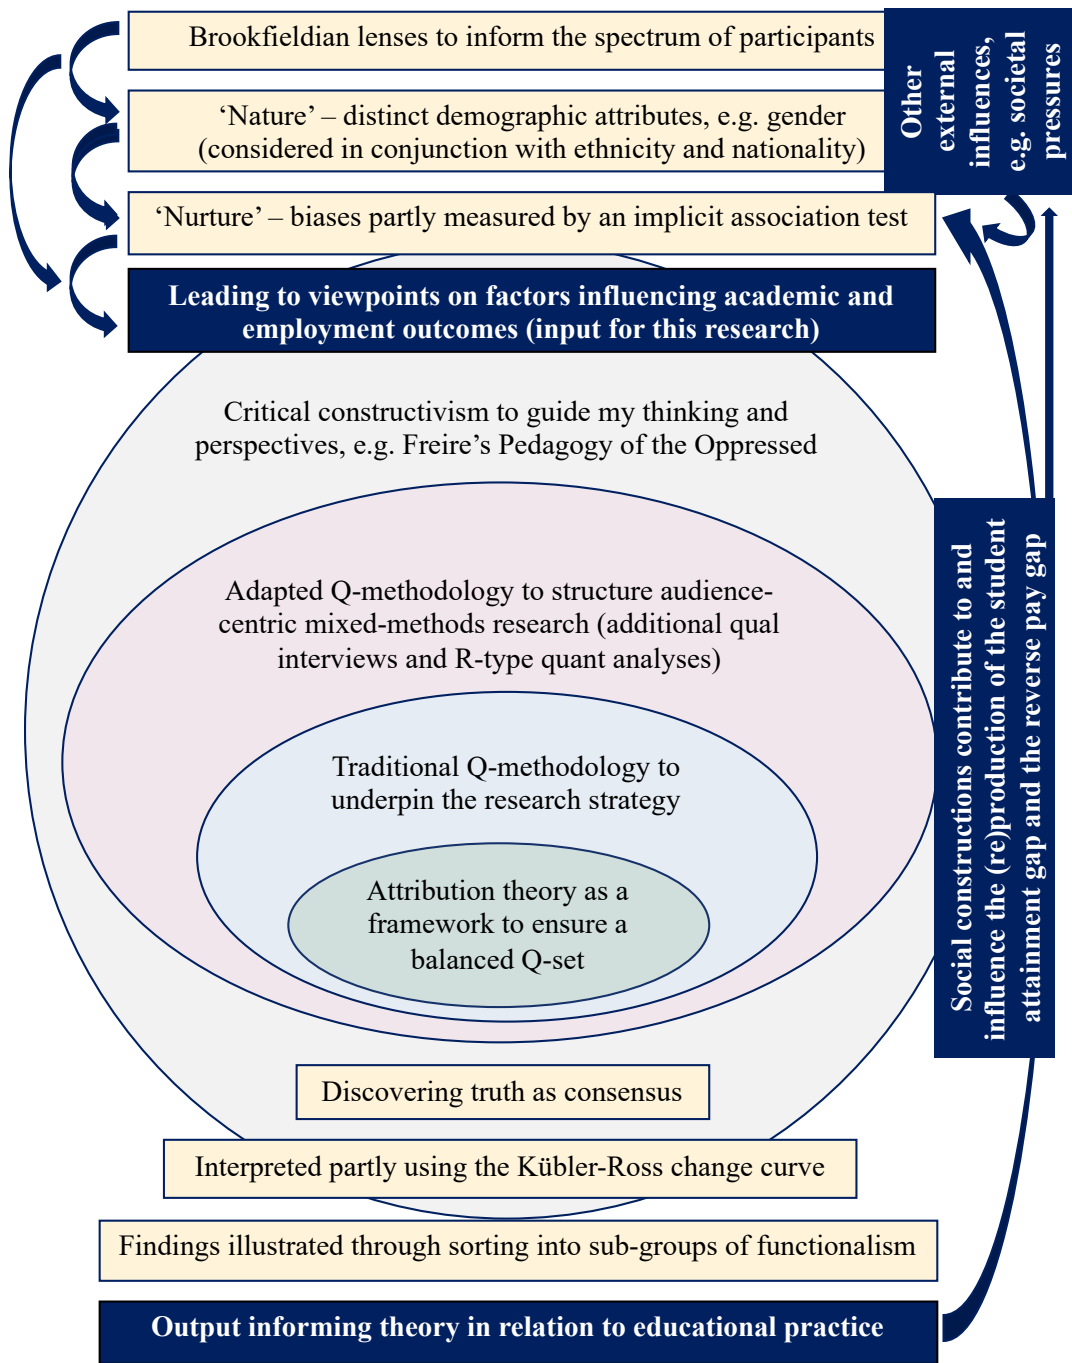 Brookfieldian lenses to inform the spectrum of participants
Other
external
influences,
e.g. societal
pressures
‘Nature’ – distinct demographic attributes, e.g. gender
(considered in conjunction with ethnicity and nationality)
‘Nurture’ – biases partly measured by an implicit association test
Leading to viewpoints on factors influencing academic and
employment outcomes (input for this research)
Critical constructivism to guide my thinking and
perspectives, e.g. Freire’s Pedagogy of the Oppressed
Adapted Q-methodology to structure audience-
centric mixed-methods research (additional qual
interviews and R-type quant analyses)
Traditional Q-methodology to
underpin the research strategy
Attribution theory as a
framework to ensure a
balanced Q-set
Social constructions contribute to and
influence the (re)production of the student
attainment gap and the reverse pay gap
Discovering truth as consensus
Interpreted partly using the Kübler-Ross change curve
Findings illustrated through sorting into sub-groups of functionalism
Output informing theory in relation to educational practice